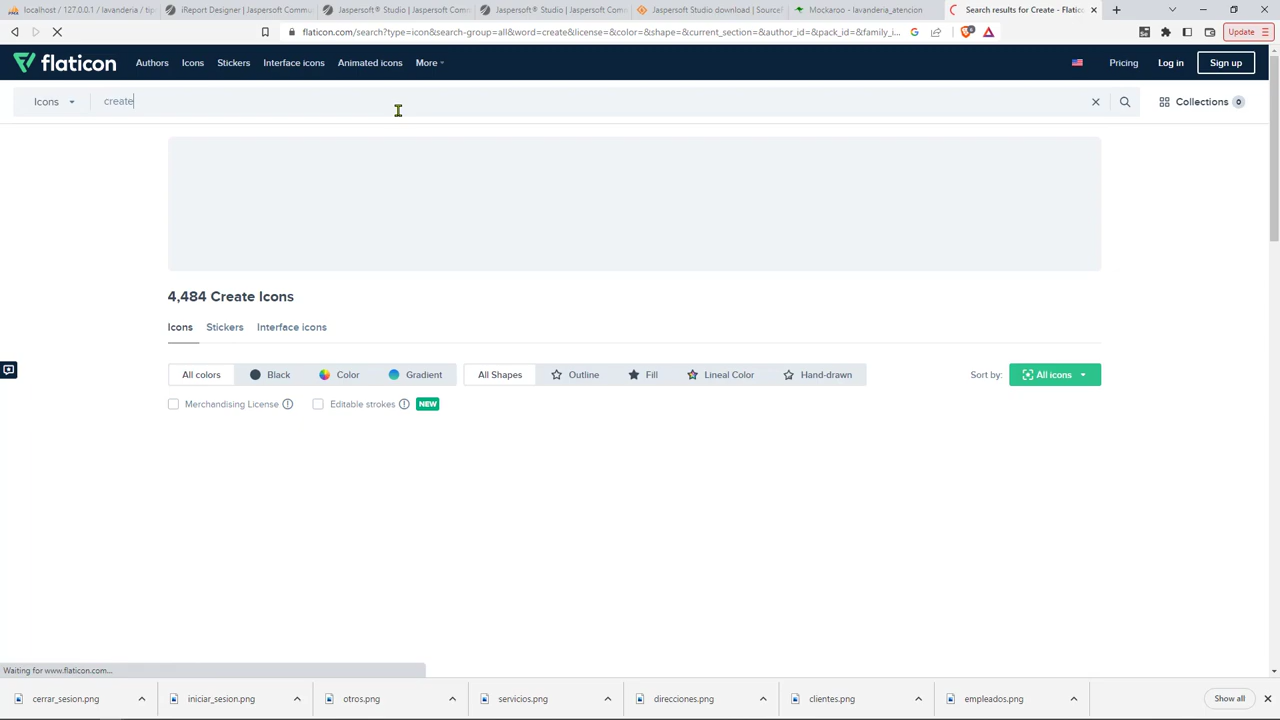 localhost / 127.0.0.1 / lavanderia / tip
iReport Designer | Jaspersoft Commu
Jaspersoft® Studio | Jaspersoft Comm
Jaspersoft® Studio | Jaspersoft Comm
Jaspersoft Studio download | Source
Mockaroo - lavanderia_atencion
Search results for Create - Flatico
flaticon.com/search?type=icon&search-group=all&word=create&license=&color=&shape=&current_section=&author_id=&pack_id=&family_i...
Update
flaticon
Authors
Icons
Stickers
Interface icons
Animated icons
More
Pricing
Log in
Sign up
Icons
create
Collections
0
4,484 Create Icons
Icons
Stickers
Interface icons
All colors
Black
Color
Gradient
All Shapes
Outline
Fill
Lineal Color
Hand-drawn
Sort by:
All icons
Merchandising License
Editable strokes
NEW
Waiting for www.flaticon.com...
cerrar_sesion.png
iniciar_sesion.png
otros.png
servicios.png
direcciones.png
clientes.png
empleados.png
Show all